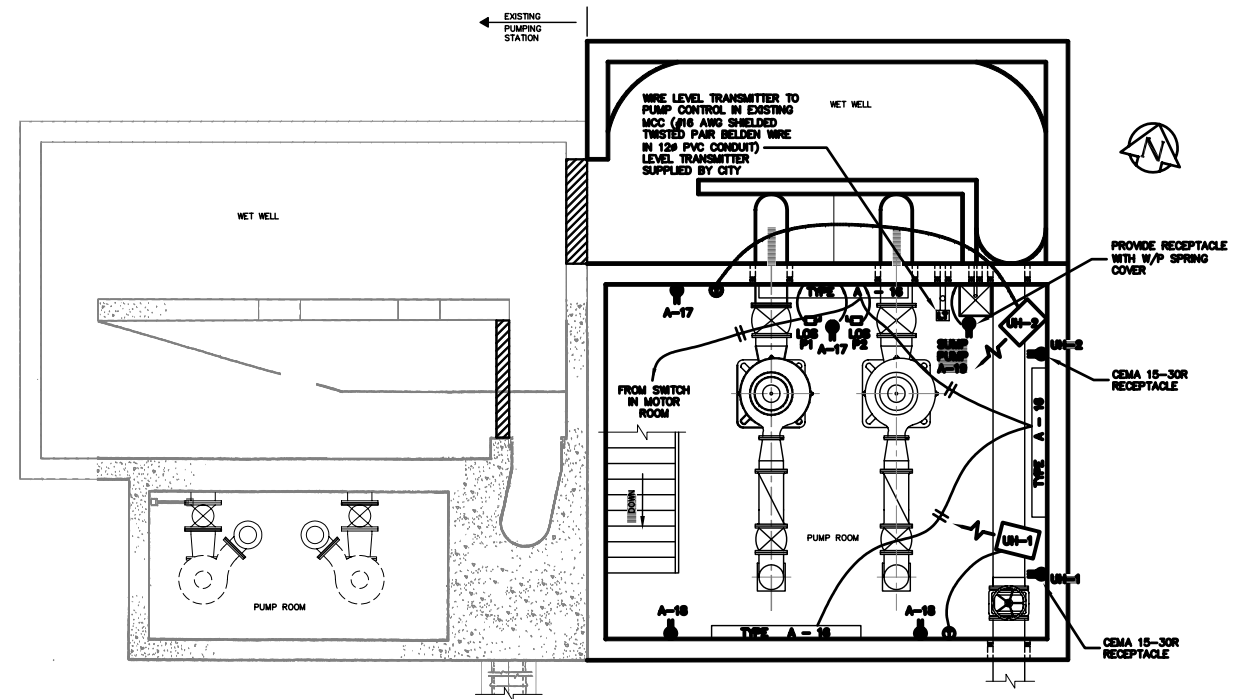 EXISTING
PUMPING
STATION
WIRE LEVEL TRANSMITTER TO
PUMP CONTROL IN EXISTING
MCC (#16 AWG SHIELDED
TWISTED PAIR BELDEN WIRE
IN 12ø PVC CONDUIT)
LEVEL TRANSMITTER
SUPPLIED BY CITY
WET WELL
N
WET WELL
PROVIDE RECEPTACLE
WITH W/P SPRING
COVER
A-17
TYPE A - 16
LOS
P1
A-17
LOS
P2
LT
SUMP
PUMP
A-19
UH-2
UH-2
CEMA 15-30R
RECEPTACLE
FROM SWITCH
IN MOTOR
ROOM
TYPE A - 16
DOWN
PUMP ROOM
UH-1
UH-1
PUMP ROOM
A-18
A-18
TYPE A - 16
CEMA 15-30R
RECEPTACLE